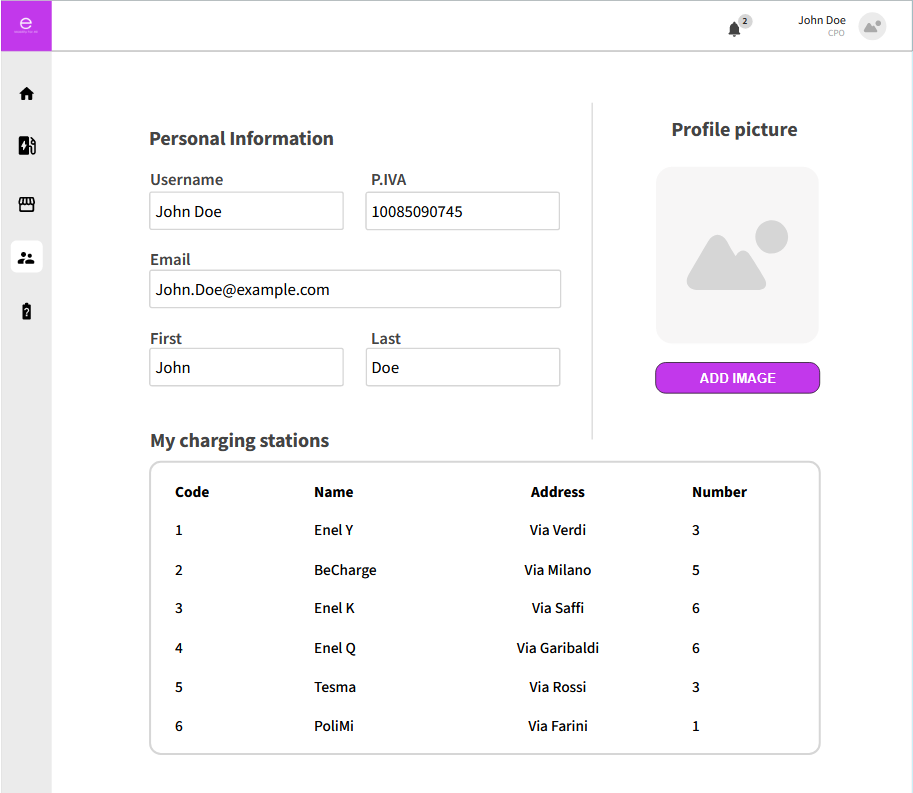 e
2
John Doe
CPO
Personal Information
Profile picture
Username P.IVA
John Doe 10085090745
Email
John.Doe@example.com
First Last
John Doe
ADD IMAGE
My charging stations
Code Name Address Number
1 Enel Y Via Verdi 3
2 BeCharge Via Milano 5
3 Enel K Via Saffi 6
4 Enel Q Via Garibaldi 6
5 Tesma Via Rossi 3
6 PoliMi Via Farini 1